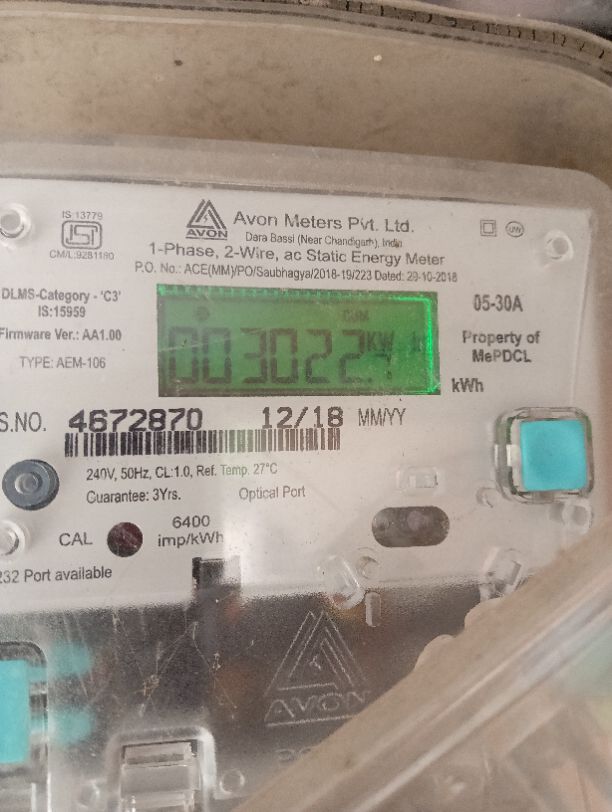 IS 13779
ISI
CM/L:9281190
AVON
Avon Meters Pvt. Ltd.
Dara Bassi (Near Chandigarh), India
1-Phase, 2-Wire, ac Static Energy Meter
P.O. No.: ACE(MM)/PO/Saubhagya/2018-19/223 Dated: 29-10-2018
DLMS-Category - 'C3'
IS:15959
Firmware Ver.: AA1.00
TYPE: AEM-106
003022.4
05-30A
Property of
MePDCL
kWh
S.NO. 4672870 12/18 MM/YY
240V, 50Hz, CL:1.0, Ref. Temp. 27°C
Guarantee: 3Yrs. Optical Port
CAL
6400
imp/kWh
232 Port available
AVON